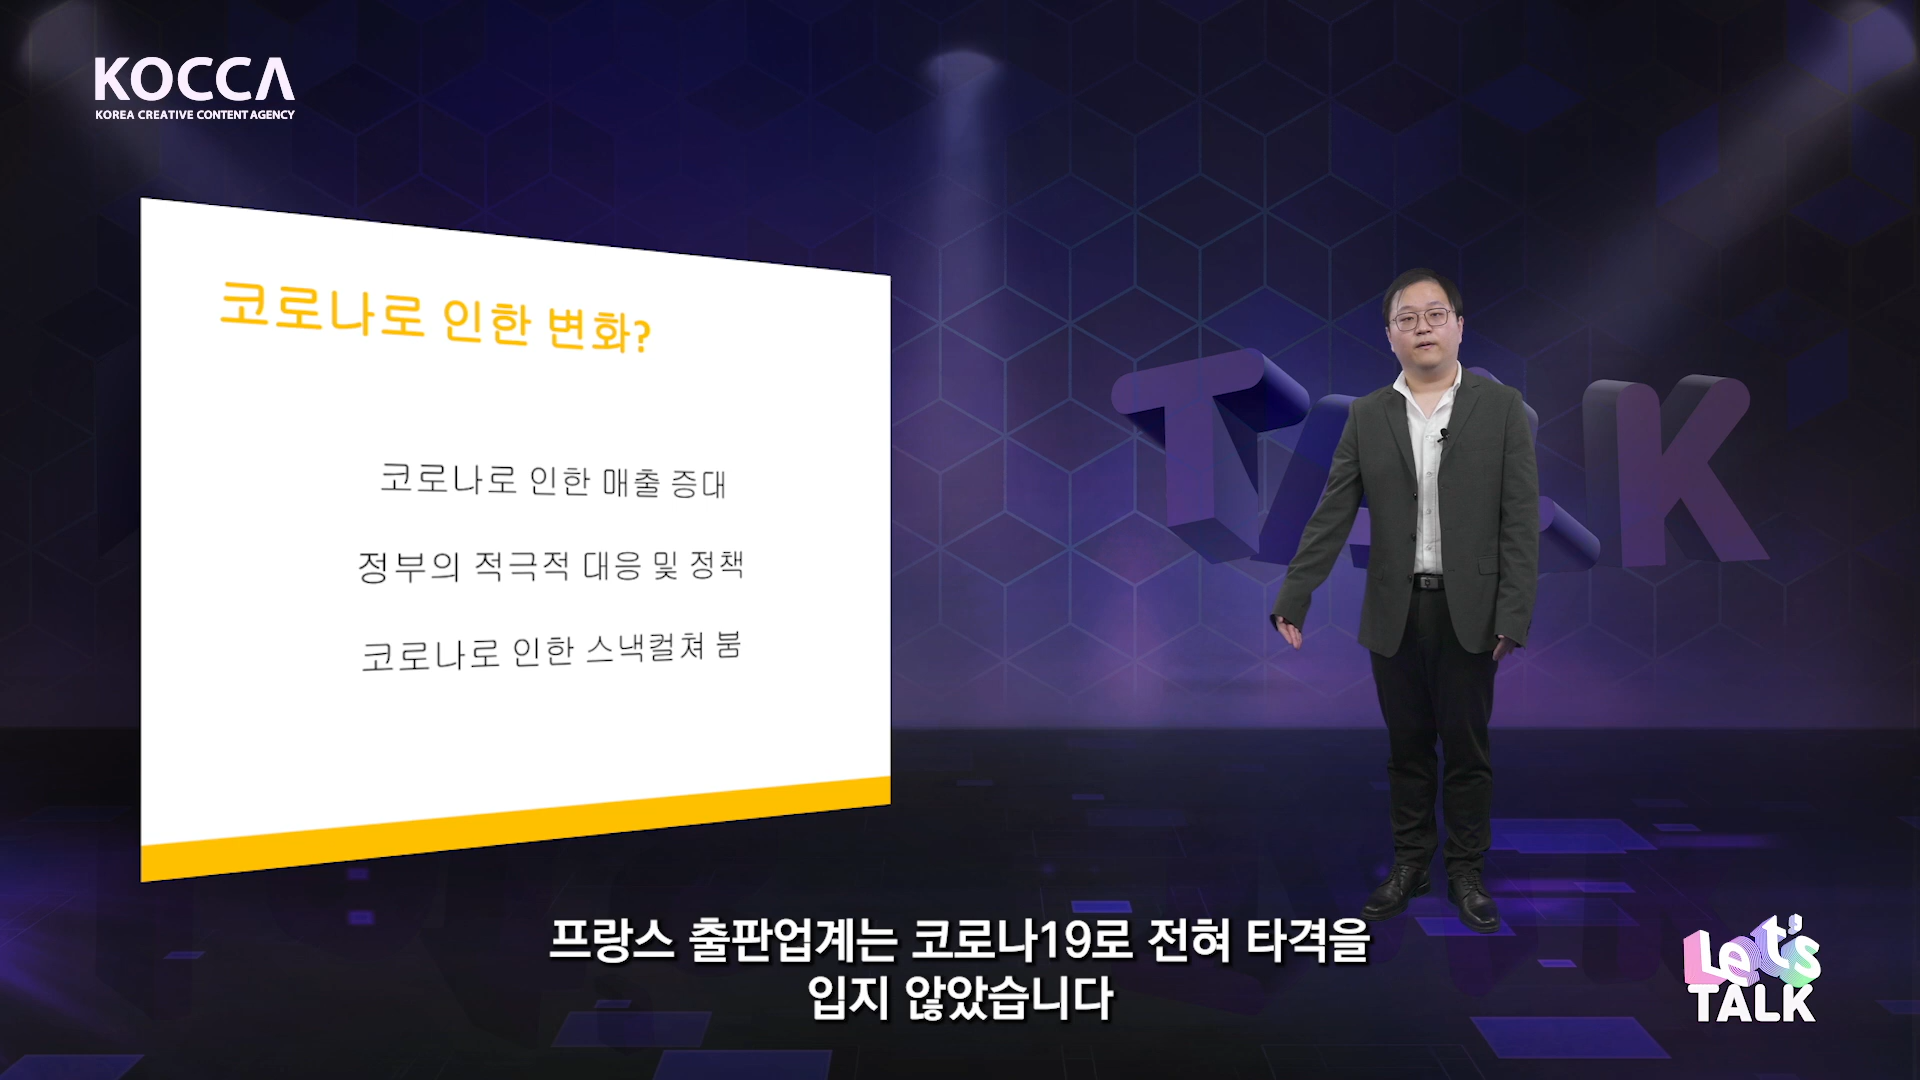 KOCCA
KOREA CREATIVE CONTENT AGENCY
코로나로 인한 변화?
코로나로 인한 매출 증대
정부의 적극적 대응 및 정책
코로나로 인한 스낵컬쳐 붐
TALK
프랑스 출판업계는 코로나19로 전혀 타격을
입지 않았습니다
Let's
TALK